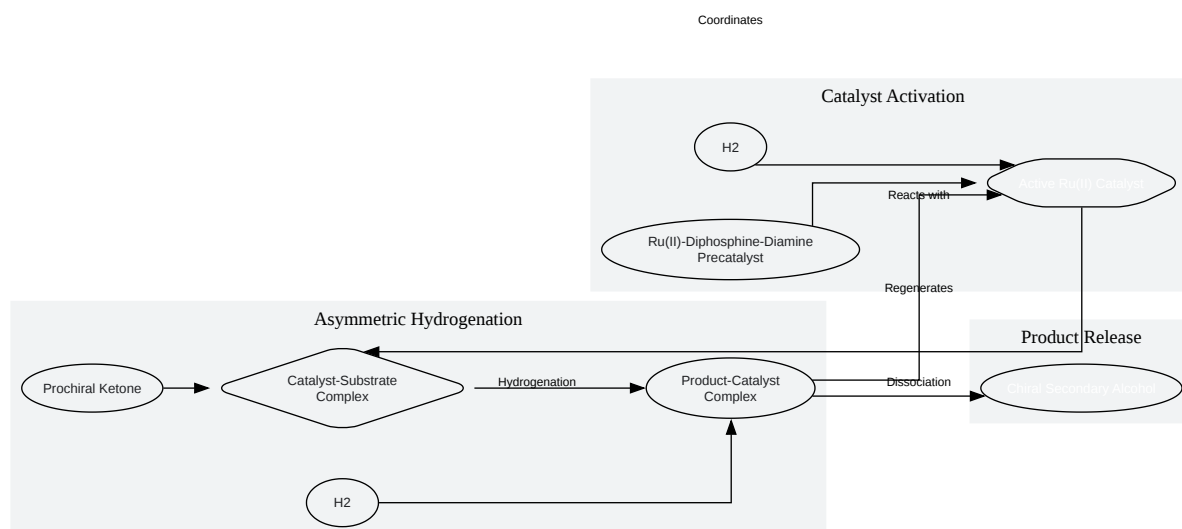 Coordinates
Catalyst Activation
H2
Active Ru(II) Catalyst
Reacts with
Ru(II)-Diphosphine-Diamine
Precatalyst
Regenerates
Asymmetric Hydrogenation
Product Release
Prochiral Ketone
Catalyst-Substrate
Complex
Hydrogenation
Product-Catalyst
Complex
Dissociation
Chiral Secondary Alcohol
H2